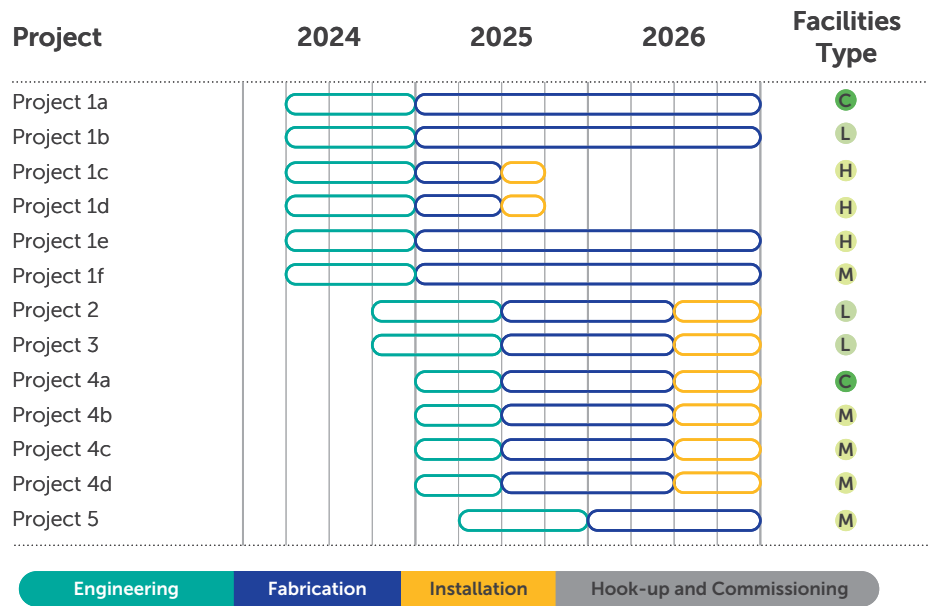 Project 2024 2025 2026 Facilities Type
Project 1a C
Project 1b L
Project 1c H
Project 1d H
Project 1e H
Project 1f M
Project 2 L
Project 3 L
Project 4a C
Project 4b M
Project 4c M
Project 4d M
Project 5 M
Engineering Fabrication Installation Hook-up and Commissioning